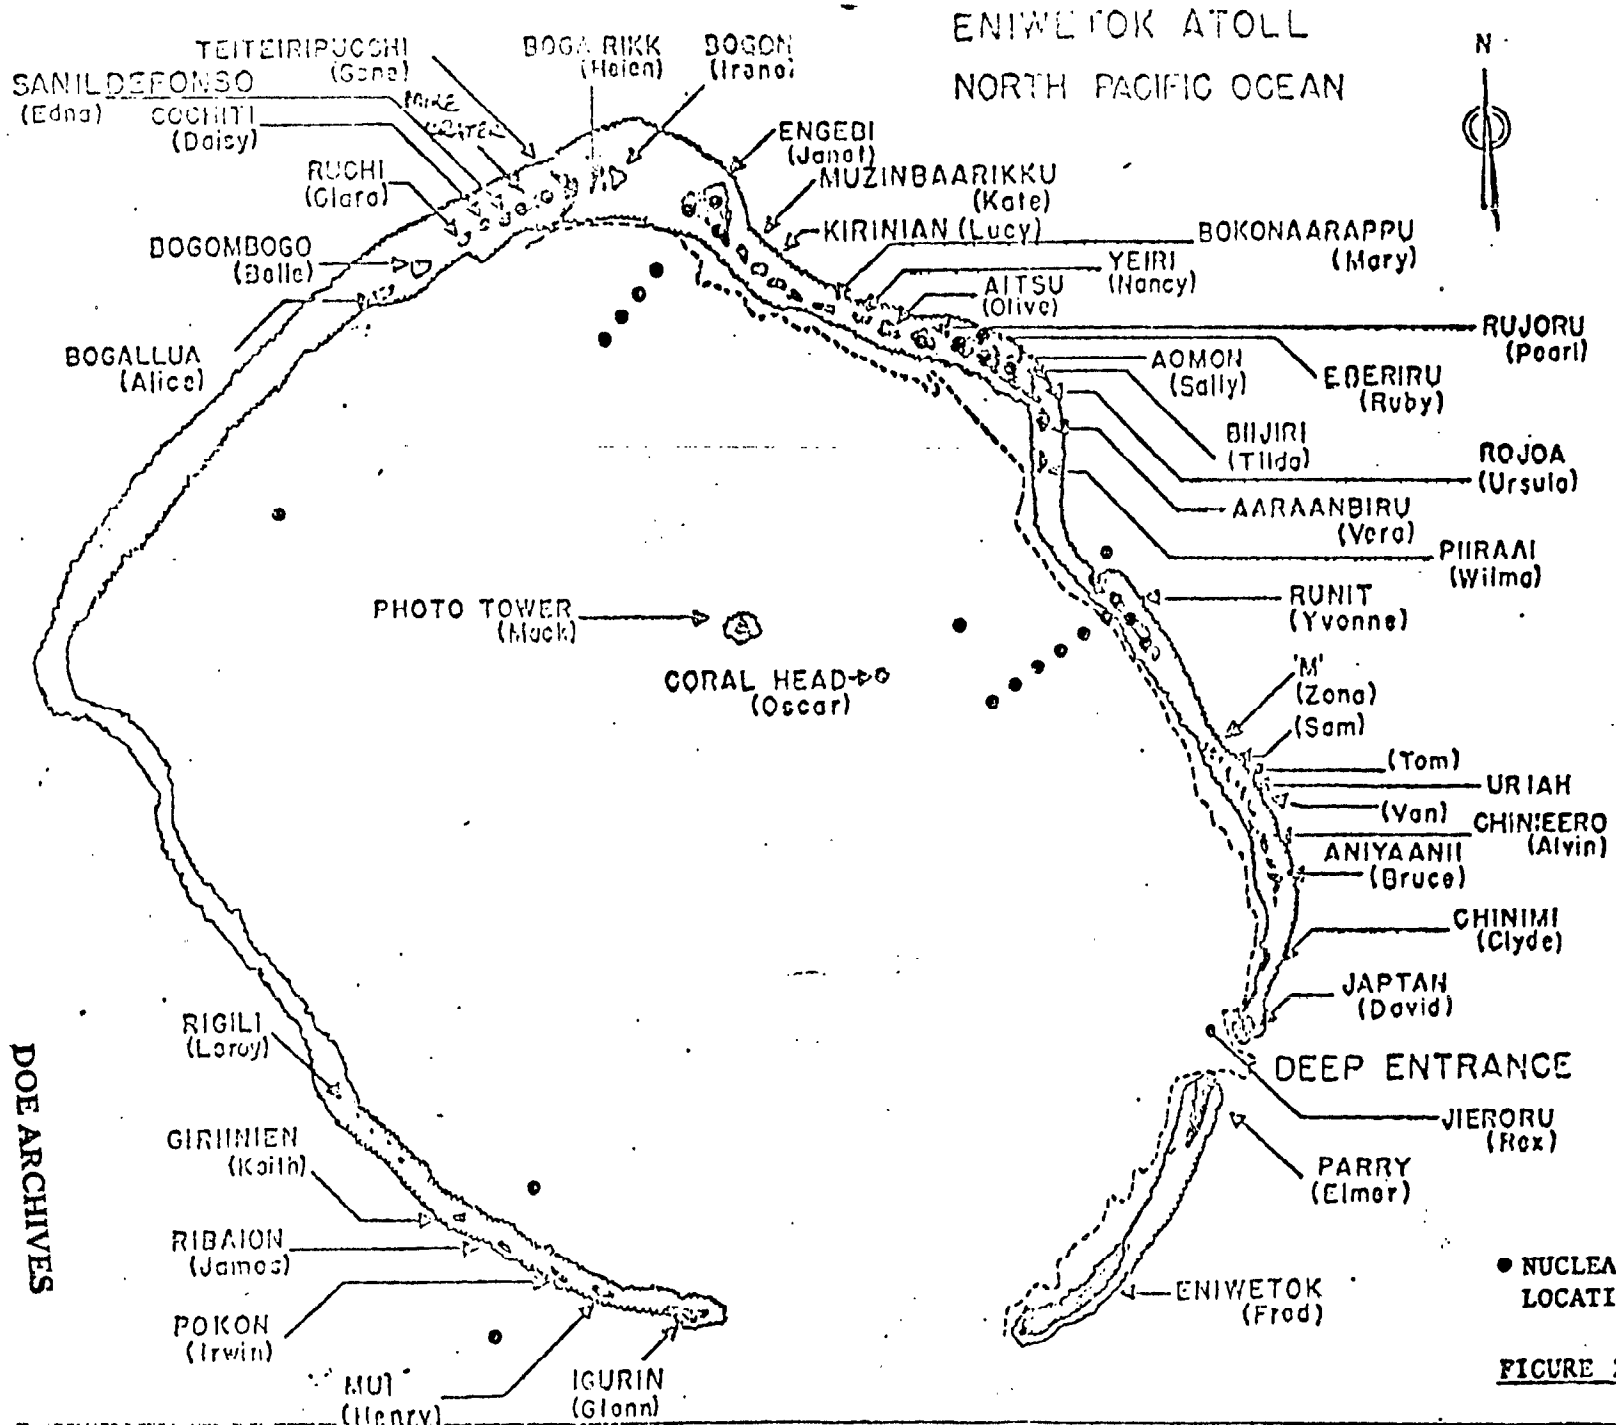 ENIWETOK ATOLL
NORTH PACIFIC OCEAN
N
TEITEIRIPUCCHI
(Gene)
BOGA RIKK
(Helen)
BOGON
(Irene)
SANILDEFONSO
(Edna)
MIKE
CRATER
COCHITI
(Daisy)
RUCHI
(Clara)
BOGOMBOGO
(Belle)
BOGALLUA
(Alice)
ENGEBI
(Janet)
MUZINBAARIKKU
(Kate)
KIRINIAN (Lucy)
BOKONAARAPPU
(Mary)
YEIRI
(Nancy)
AITSU
(Olive)
RUJORU
(Pearl)
EBERIRU
(Ruby)
AOMON
(Sally)
BIIJIRI
(Tilda)
ROJOA
(Ursula)
AARAANBIRU
(Vera)
PIIRAAI
(Wilma)
RUNIT
(Yvonne)
PHOTO TOWER
(Mack)
CORAL HEAD
(Oscar)
'M'
(Zona)
(Sam)
(Tom)
URIAH
(Van)
CHINIEERO
(Alvin)
ANIYAANII
(Bruce)
CHINIMI
(Clyde)
JAPTAN
(David)
DEEP ENTRANCE
JIERORU
(Rex)
PARRY
(Elmer)
ENIWETOK
(Fred)
RIGILI
(Leroy)
GIRIINIEN
(Keith)
RIBAION
(James)
POKON
(Irwin)
MUT
(Henry)
IGURIN
(Glenn)
DOE ARCHIVES
NUCLEA
LOCATI
FIGURE